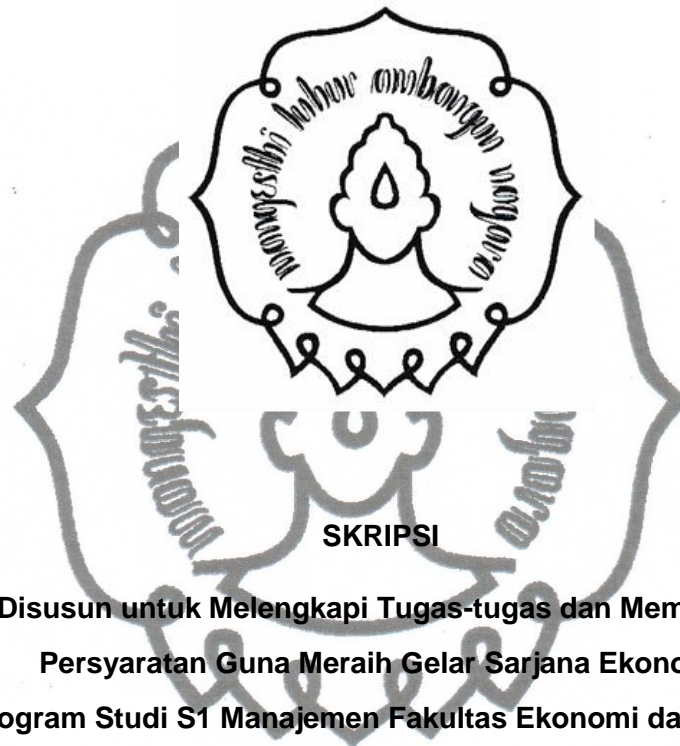 mangesthi luhur ambangun nagara
SKRIPSI
Disusun untuk Melengkapi Tugas-tugas dan Mem
Persyaratan Guna Meraih Gelar Sarjana Ekono
ogram Studi S1 Manajemen Fakultas Ekonomi da